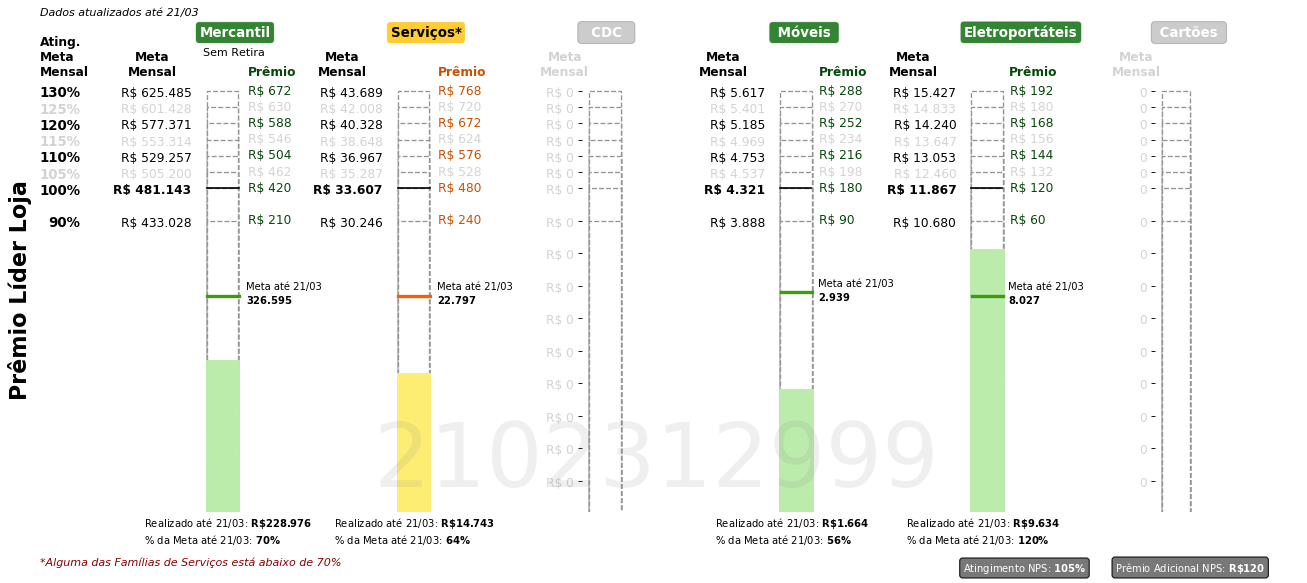 Dados atualizados até 21/03
Mercantil Serviços* CDC Móveis Eletroportáteis Cartões
Sem Retira
Ating. Meta Mensal
Meta Mensal Prêmio Meta Mensal Prêmio Meta Mensal Meta Mensal Prêmio Meta Mensal Prêmio Meta Mensal
130% R$ 625.485 R$ 672 R$ 43.689 R$ 768 R$ 0 R$ 5.617 R$ 288 R$ 15.427 R$ 192 0
125% R$ 601.428 R$ 630 R$ 42.008 R$ 720 R$ 0 R$ 5.401 R$ 270 R$ 14.833 R$ 180 0
120% R$ 577.371 R$ 588 R$ 40.328 R$ 672 R$ 0 R$ 5.185 R$ 252 R$ 14.240 R$ 168 0
115% R$ 553.314 R$ 546 R$ 38.648 R$ 624 R$ 0 R$ 4.969 R$ 234 R$ 13.647 R$ 156 0
110% R$ 529.257 R$ 504 R$ 36.967 R$ 576 R$ 0 R$ 4.753 R$ 216 R$ 13.053 R$ 144 0
105% R$ 505.200 R$ 462 R$ 35.287 R$ 528 R$ 0 R$ 4.537 R$ 198 R$ 12.460 R$ 132 0
100% R$ 481.143 R$ 420 R$ 33.607 R$ 480 R$ 0 R$ 4.321 R$ 180 R$ 11.867 R$ 120 0
90% R$ 433.028 R$ 210 R$ 30.246 R$ 240 R$ 0 R$ 3.888 R$ 90 R$ 10.680 R$ 60 0
R$ 0 0
Meta até 21/03 Meta até 21/03 R$ 0 Meta até 21/03 Meta até 21/03 0
326.595 22.797 2.939 8.027
R$ 0 0
R$ 0 0
R$ 0 0
R$ 0 0
R$ 0 0
R$ 0 0
Prêmio Líder Loja
2102312999
Realizado até 21/03: R$228.976 Realizado até 21/03: R$14.743 Realizado até 21/03: R$1.664 Realizado até 21/03: R$9.634
% da Meta até 21/03: 70% % da Meta até 21/03: 64% % da Meta até 21/03: 56% % da Meta até 21/03: 120%
*Alguma das Famílias de Serviços está abaixo de 70%
Atingimento NPS: 105% Prêmio Adicional NPS: R$120